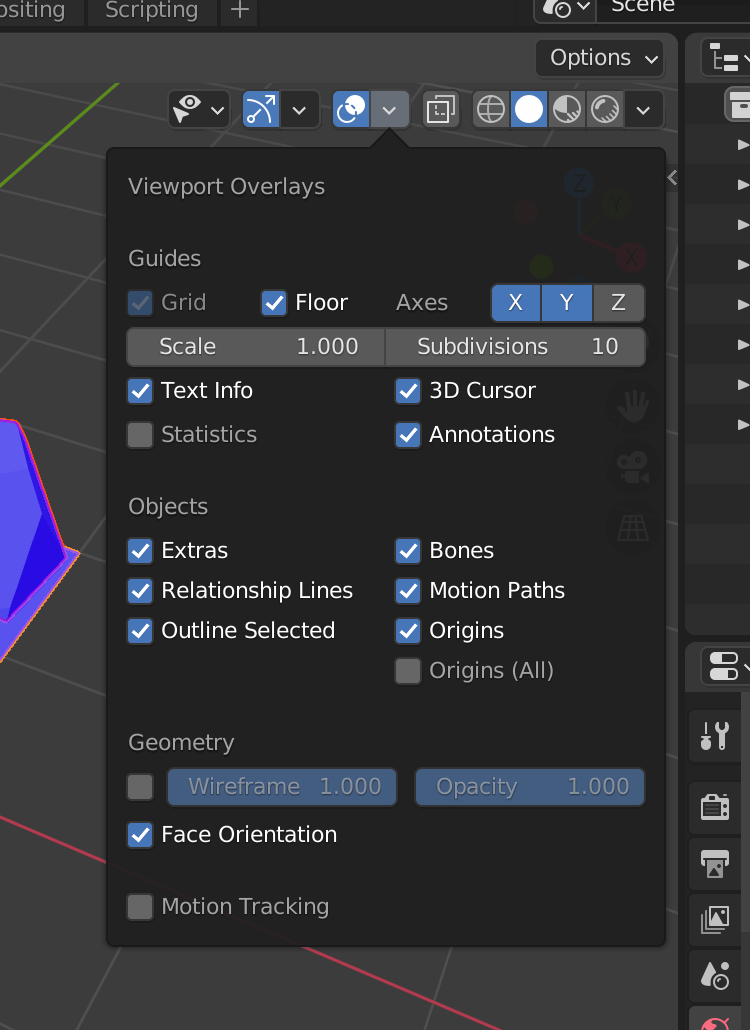 ositing Scripting +
Scene
Options
Viewport Overlays
Z
Y
X
Guides
Grid Floor Axes X Y Z
Scale 1.000 Subdivisions 10
Text Info 3D Cursor
Statistics Annotations
Objects
Extras Bones
Relationship Lines Motion Paths
Outline Selected Origins
Origins (All)
Geometry
Wireframe 1.000 Opacity 1.000
Face Orientation
Motion Tracking